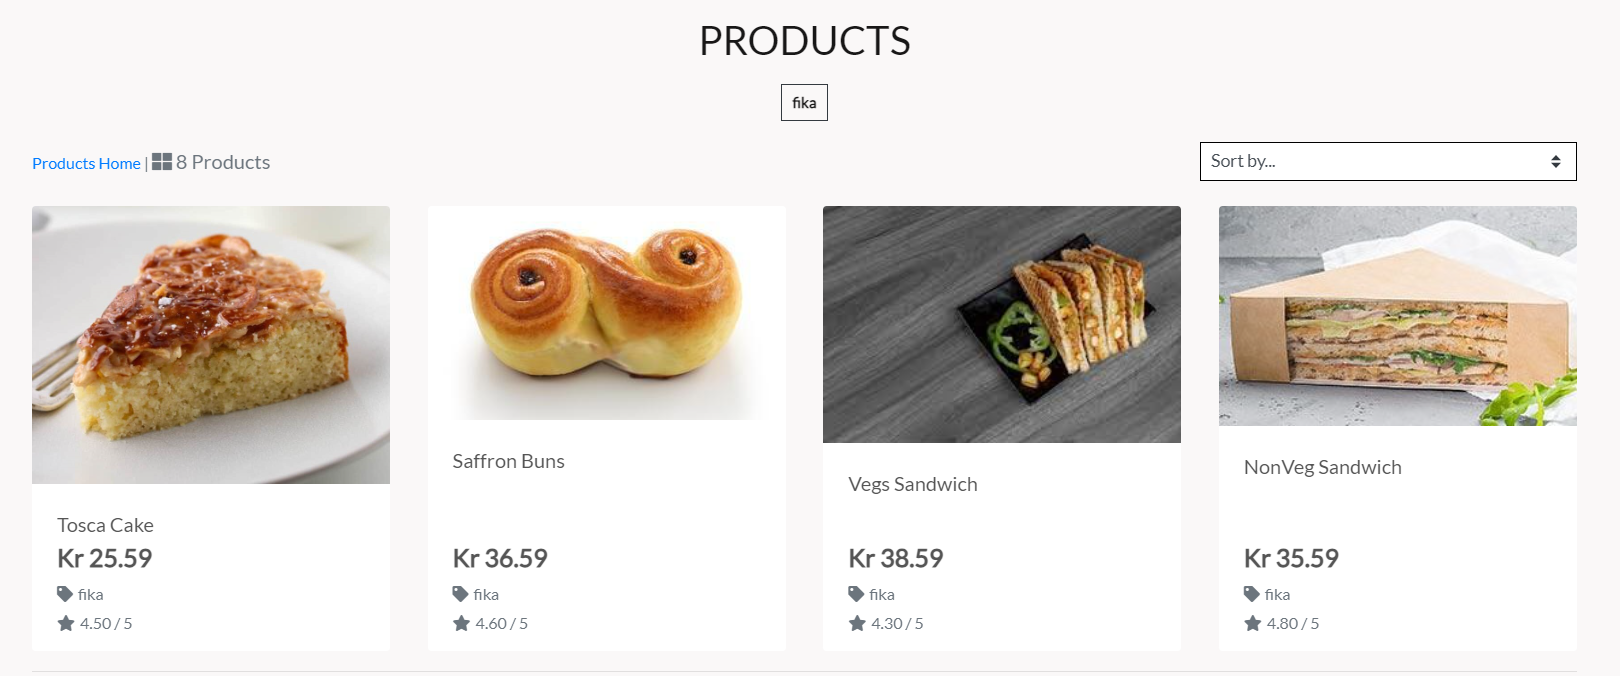 PRODUCTS
fika
Products Home | 8 Products
Sort by...
Tosca Cake
Kr 25.59
fika
4.50 / 5
Saffron Buns
Kr 36.59
fika
4.60 / 5
Vegs Sandwich
Kr 38.59
fika
4.30 / 5
NonVeg Sandwich
Kr 35.59
fika
4.80 / 5